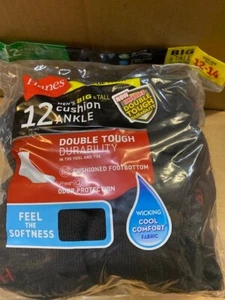 Hanes
MEN'S BIG & TALL
12 Cushion
ANKLE
DOUBLE
TOUGH
BIG
& TALL
12-14
DOUBLE TOUGH
DURABILITY
IN THE HEEL AND TOE
CUSHIONED FOOTBOTTOM
ODOR PROTECTION
FEEL
THE
SOFTNESS
WICKING
COOL
COMFORT
FABRIC